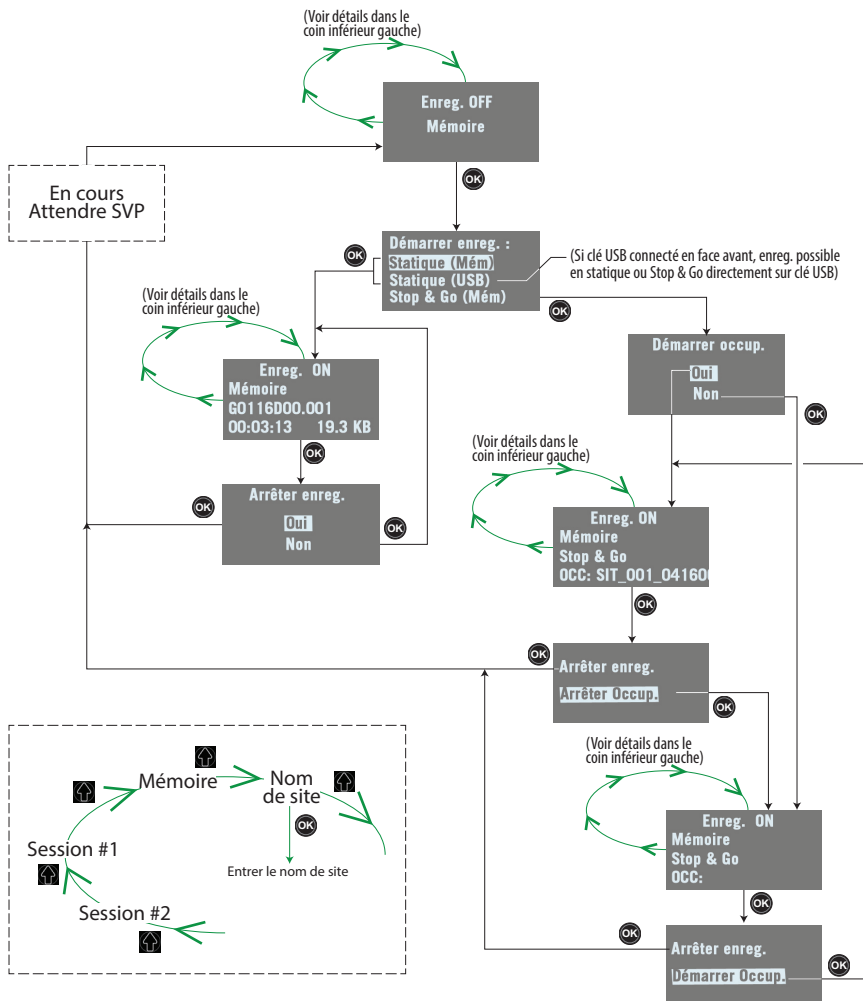 (Voir détails dans le
coin inférieur gauche)
Enreg. OFF
Mémoire
OK
En cours
Attendre SVP
Démarrer enreg. :
Statique (Mém)
Statique (USB)
Stop & Go (Mém)
OK
(Si clé USB connecté en face avant, enreg. possible
en statique ou Stop & Go directement sur clé USB)
OK
(Voir détails dans le
coin inférieur gauche)
Enreg. ON
Mémoire
G0116D00.001
00:03:13 19.3 KB
OK
Démarrer occup.
Oui
Non
OK
Arrêter enreg.
Oui
Non
OK
OK
(Voir détails dans le
coin inférieur gauche)
Enreg. ON
Mémoire
Stop & Go
OCC: SIT_001_041600
OK
Arrêter enreg.
Arrêter Occup.
OK
OK
(Voir détails dans le
coin inférieur gauche)
Enreg. ON
Mémoire
Stop & Go
OCC:
OK
Arrêter enreg.
Démarrer Occup.
OK
OK
Mémoire
Nom
de site
OK
Entrer le nom de site
Session #1
Session #2